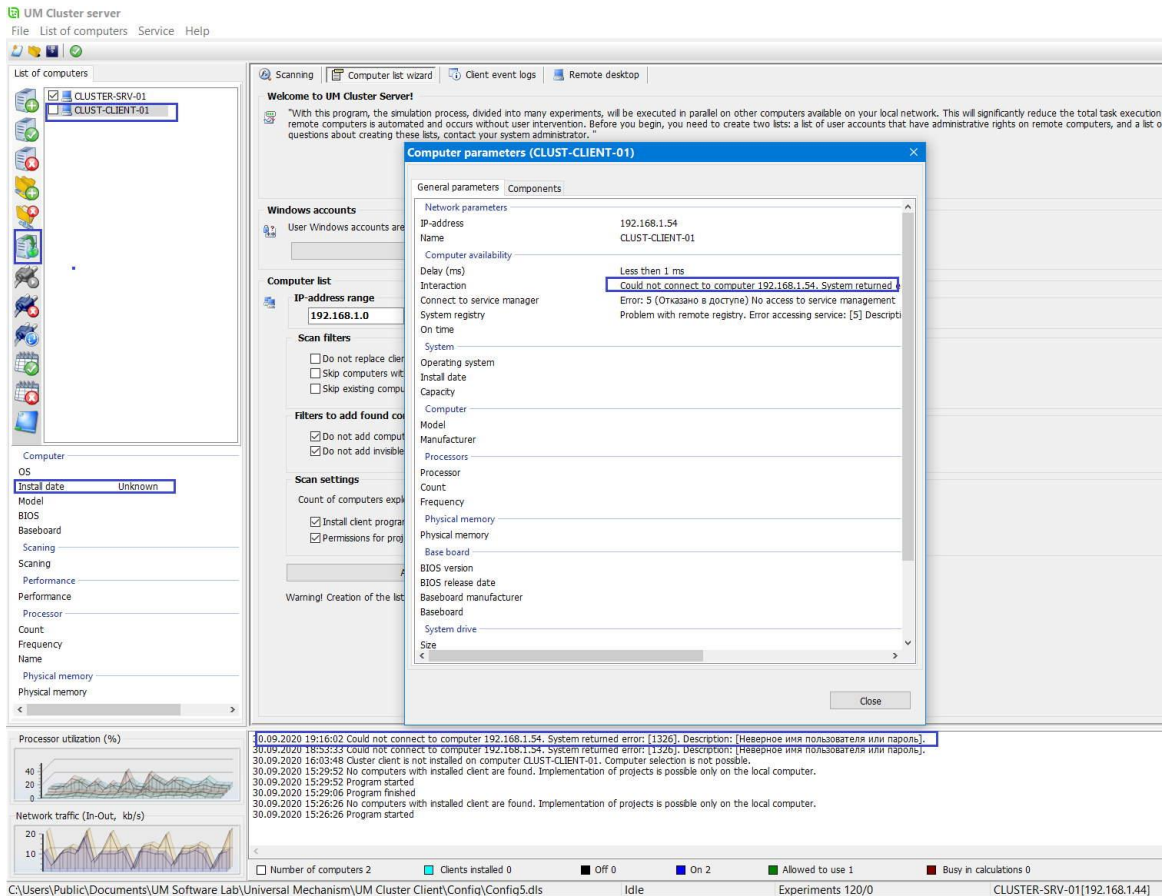 UM Cluster server
File List of computers Service Help
List of computers
CLUSTER-SRV-01
CLUST-CLIENT-01
Computer
OS
Install date Unknown
Model
BIOS
Baseboard
Scaning
Scaning
Performance
Performance
Processor
Count
Frequency
Name
Physical memory
Physical memory
Scanning Computer list wizard Client event logs Remote desktop
Welcome to UM Cluster Server!
"With this program, the simulation process, divided into many experiments, will be executed in parallel on other computers available on your local network. This will significantly reduce the total task execution
remote computers is automated and occurs without user intervention. Before you begin, you need to create two lists: a list of user accounts that have administrative rights on remote computers, and a list o
questions about creating these lists, contact your system administrator. "
Windows accounts
User Windows accounts are
Computer list
IP-address range
192.168.1.0
Scan filters
Do not replace clien
Skip computers wit
Skip existing compu
Filters to add found co
Do not add comput
Do not add invisible
Scan settings
Count of computers expl
Install client program
Permissions for proj
A
Warning! Creation of the list
Computer parameters (CLUST-CLIENT-01)
General parameters Components
Network parameters
IP-address 192.168.1.54
Name CLUST-CLIENT-01
Computer availability
Delay (ms) Less then 1 ms
Interaction Could not connect to computer 192.168.1.54. System returned e
Connect to service manager Error: 5 (Отказано в доступе) No access to service management
System registry Problem with remote registry. Error accessing service: [5] Descripti
On time
System
Operating system
Install date
Capacity
Computer
Model
Manufacturer
Processors
Processor
Count
Frequency
Physical memory
Physical memory
Base board
BIOS version
BIOS release date
Baseboard manufacturer
Baseboard
System drive
Size
Close
Processor utilization (%)
40
20
0
Network traffic (In-Out, kb/s)
20
10
30.09.2020 19:16:02 Could not connect to computer 192.168.1.54. System returned error: [1326]. Description: [Неверное имя пользователя или пароль].
30.09.2020 18:53:33 Could not connect to computer 192.168.1.54. System returned error: [1326]. Description: [Неверное имя пользователя или пароль].
30.09.2020 16:03:48 Cluster client is not installed on computer CLUST-CLIENT-01. Computer selection is not possible.
30.09.2020 15:29:52 No computers with installed client are found. Implementation of projects is possible only on the local computer.
30.09.2020 15:29:52 Program started
30.09.2020 15:29:06 Program finished
30.09.2020 15:26:26 No computers with installed client are found. Implementation of projects is possible only on the local computer.
30.09.2020 15:26:26 Program started
Number of computers 2 Clients installed 0 Off 0 On 2 Allowed to use 1 Busy in calculations 0
C:\Users\Public\Documents\UM Software Lab\Universal Mechanism\UM Cluster Client\Config\Config5.dls Idle Experiments 120/0 CLUSTER-SRV-01[192.168.1.44]